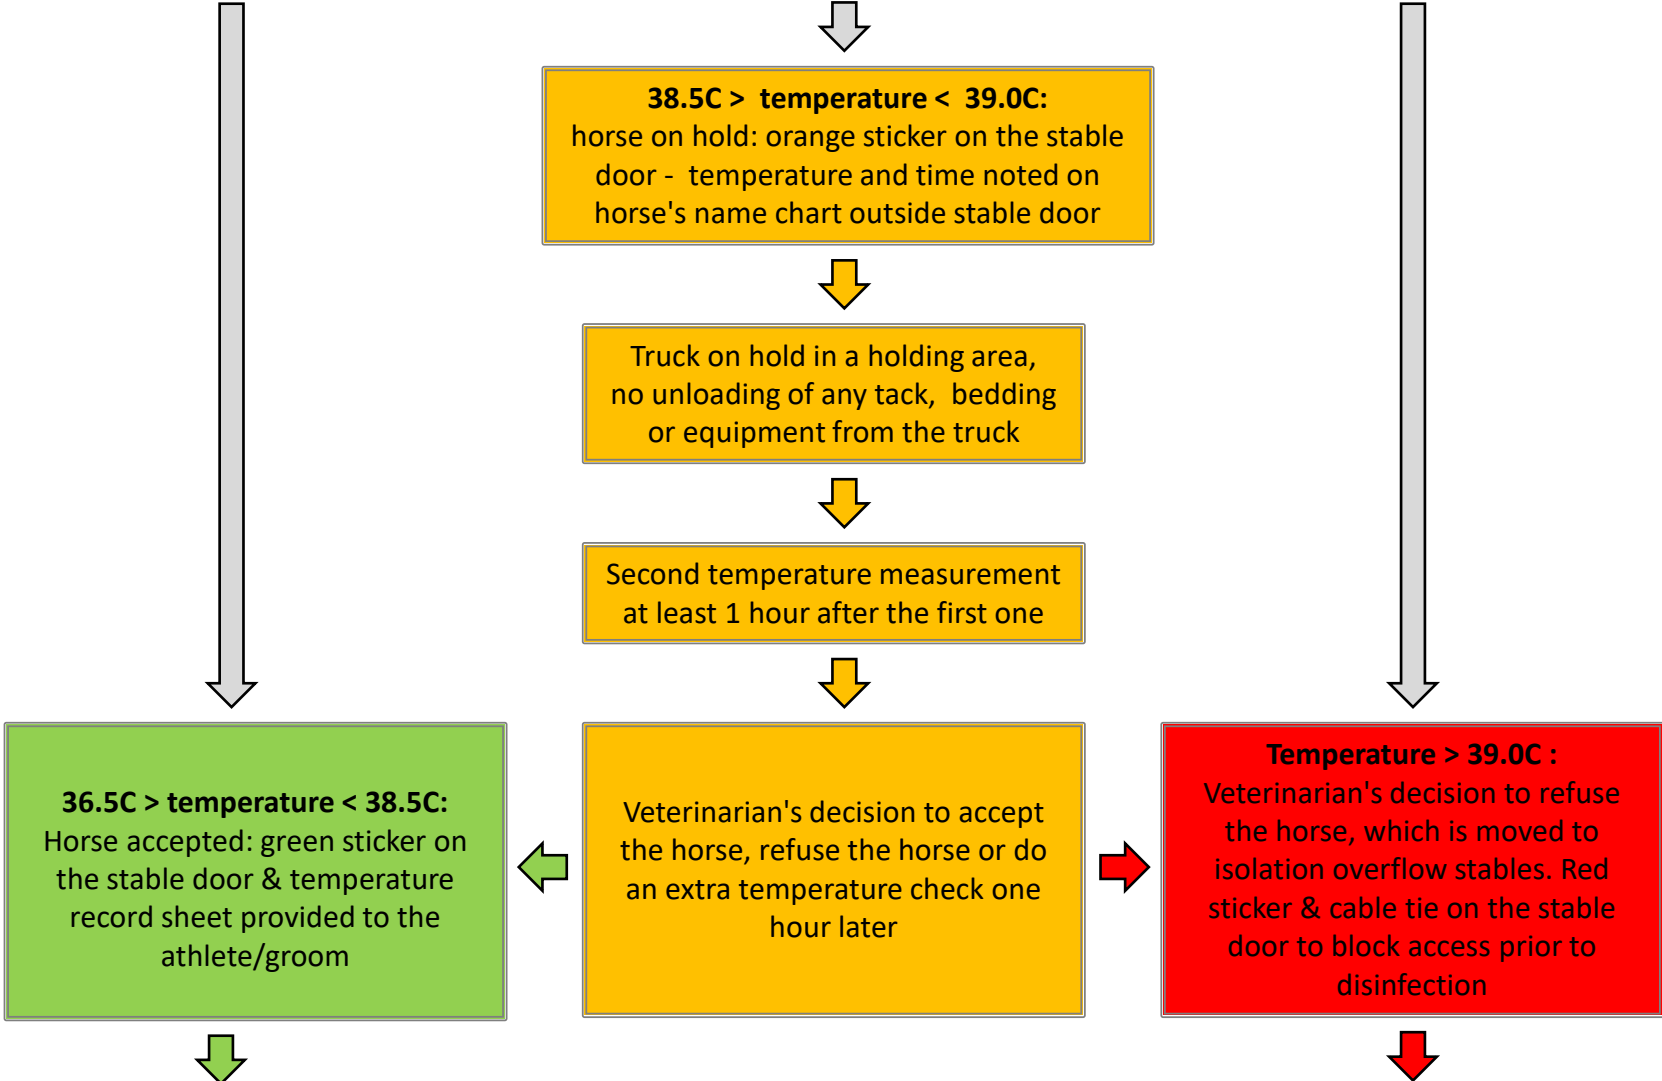 38.5C >  temperature <  39.0C:
horse on hold: orange sticker on the stable
door -  temperature and time noted on
horse's name chart outside stable door
Truck on hold in a holding area,
no unloading of any tack,  bedding
or equipment from the truck
Second temperature measurement
at least 1 hour after the first one
36.5C > temperature < 38.5C:
Horse accepted: green sticker on
the stable door & temperature
record sheet provided to the
athlete/groom
Veterinarian's decision to accept
the horse, refuse the horse or do
an extra temperature check one
hour later
Temperature > 39.0C :
Veterinarian's decision to refuse
the horse, which is moved to
isolation overflow stables. Red
sticker & cable tie on the stable
door to block access prior to
disinfection